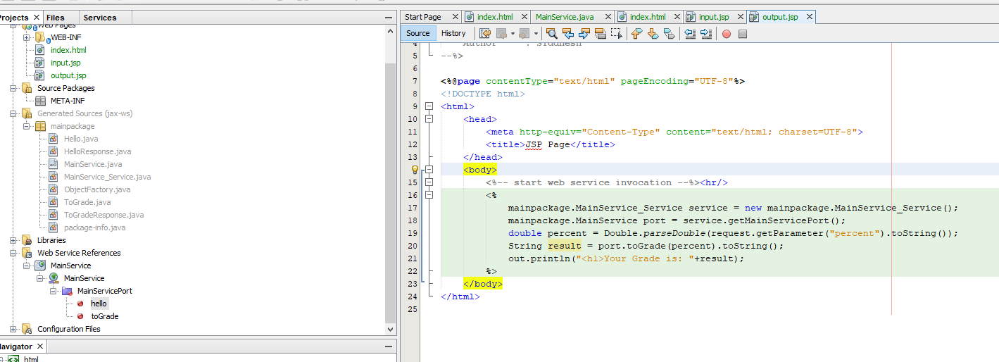 Projects Files Services
Web Pages
WEB-INF
index.html
input.jsp
output.jsp
Source Packages
META-INF
Generated Sources (jax-ws)
mainpackage
Hello.java
HelloResponse.java
MainService.java
MainService_Service.java
ObjectFactory.java
ToGrade.java
ToGradeResponse.java
package-info.java
Libraries
Web Service References
MainService
MainService
MainServicePort
hello
toGrade
Configuration Files
Navigator
html
Start Page index.html MainService.java index.html input.jsp output.jsp
Source History
4 Author : Siddhesh
5 --%>
6
7 <%@page contentType="text/html" pageEncoding="UTF-8"%>
8 <!DOCTYPE html>
9 <html>
10 <head>
11 <meta http-equiv="Content-Type" content="text/html; charset=UTF-8">
12 <title>JSP Page</title>
13 </head>
<body>
15 <%-- start web service invocation --%><hr/>
16 <%
17 mainpackage.MainService_Service service = new mainpackage.MainService_Service();
18 mainpackage.MainService port = service.getMainServicePort();
19 double percent = Double.parseDouble(request.getParameter("percent").toString());
20 String result = port.toGrade(percent).toString();
21 out.println("<h1>Your Grade is: "+result);
22 %>
23 </body>
24 </html>
25